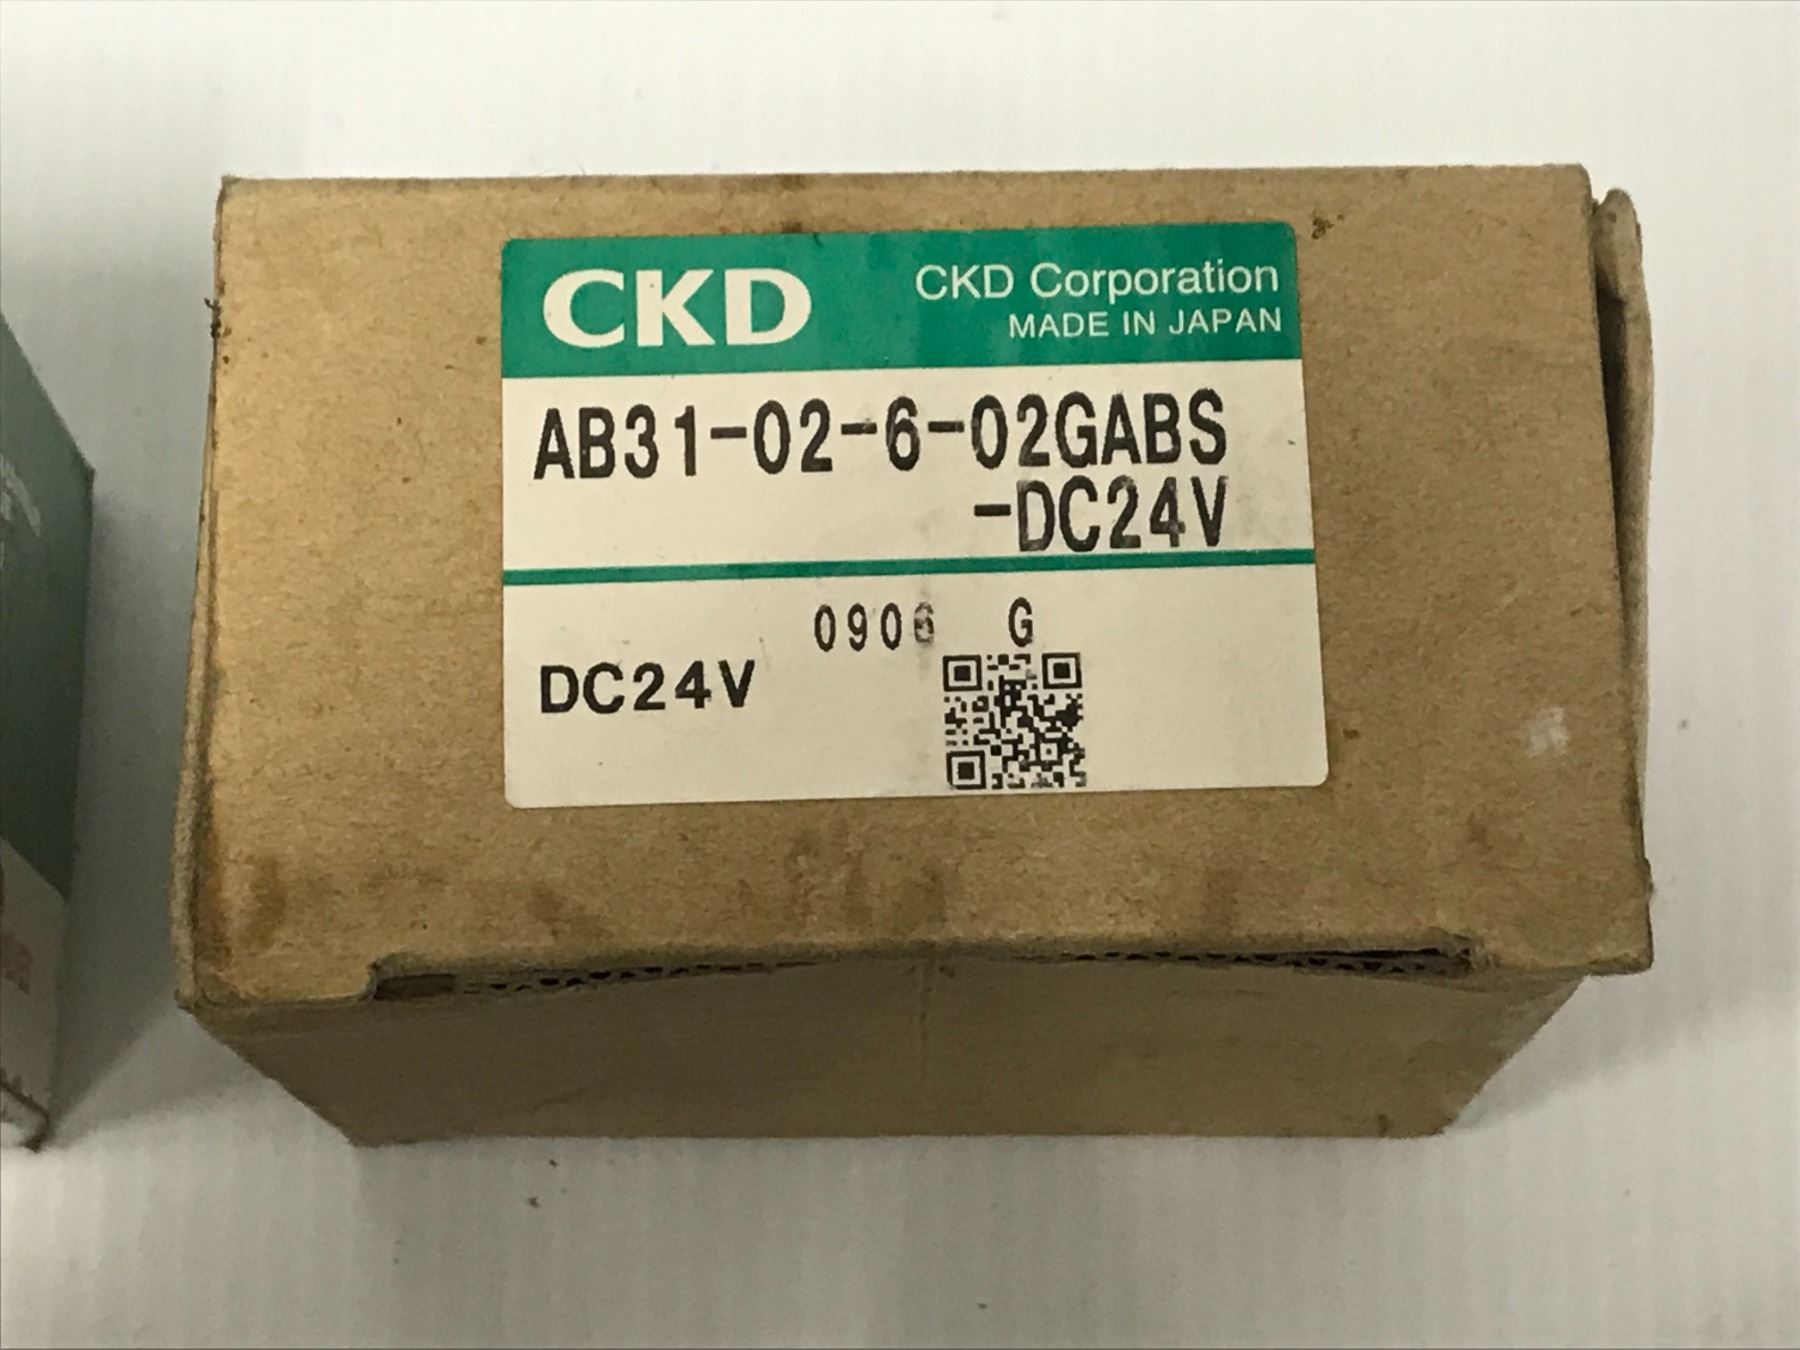 CKD
CKD Corporation
MADE IN JAPAN
AB31-02-6-02GABS
-DC24V
0906 G
DC24V